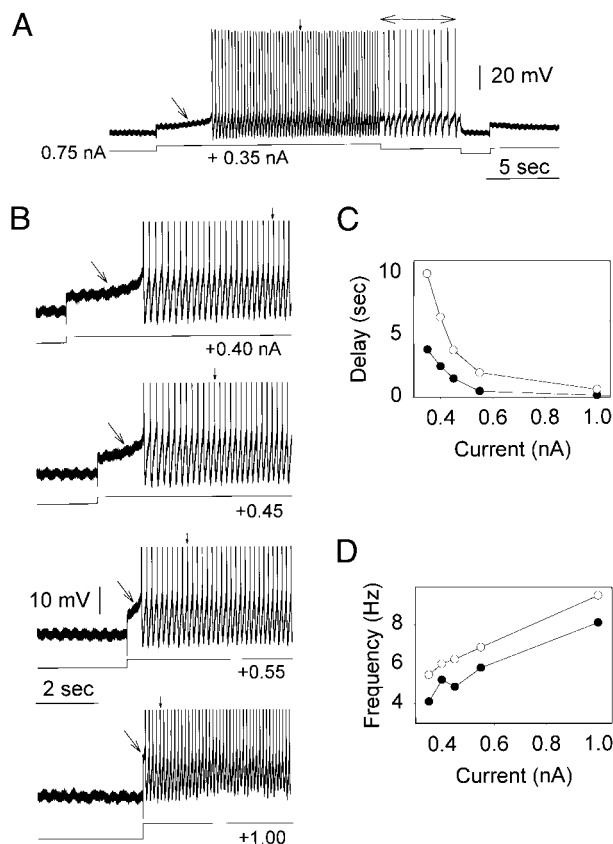 A
20 mV
0.75 nA
+ 0.35 nA
5 sec
B
+0.40 nA
+0.45
10 mV
+0.55
2 sec
+1.00
C
10
5
0
Delay (sec)
0.4 0.6 0.8 1.0
Current (nA)
D
8
6
4
Frequency (Hz)
0.4 0.6 0.8 1.0
Current (nA)